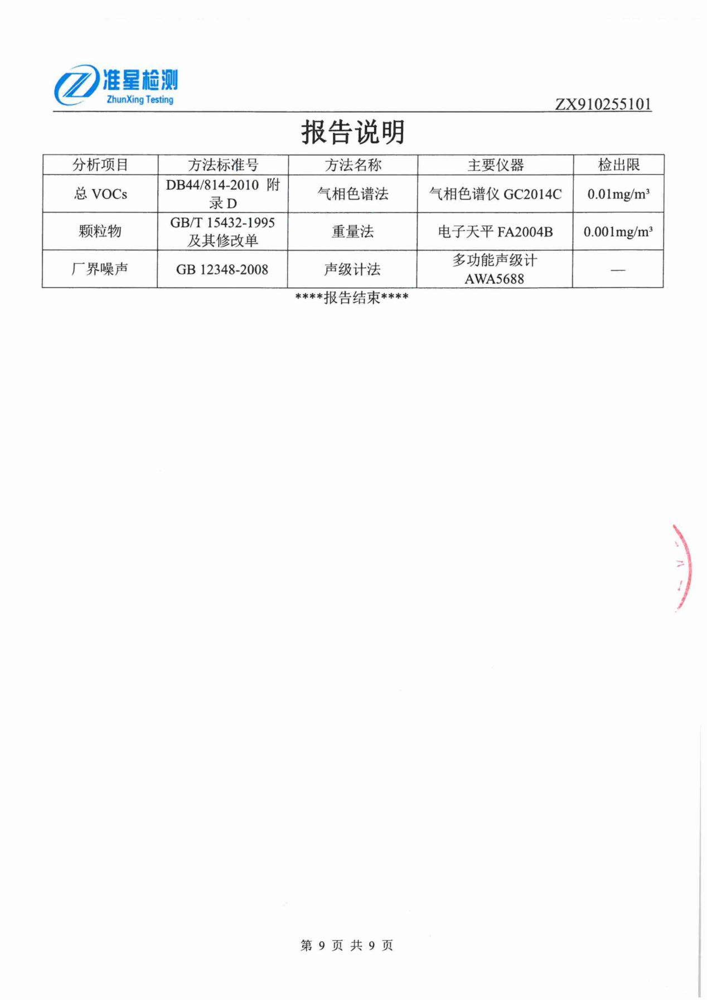 准星检测
ZhunXing Testing
ZX910255101
报告说明
分析项目 方法标准号 方法名称 主要仪器 检出限
总 VOCs DB44/814-2010 附录 D 气相色谱法 气相色谱仪 GC2014C 0.01mg/m³
颗粒物 GB/T 15432-1995 及其修改单 重量法 电子天平 FA2004B 0.001mg/m³
厂界噪声 GB 12348-2008 声级计法 多功能声级计 AWA5688 —
****报告结束****
第 9 页 共 9 页